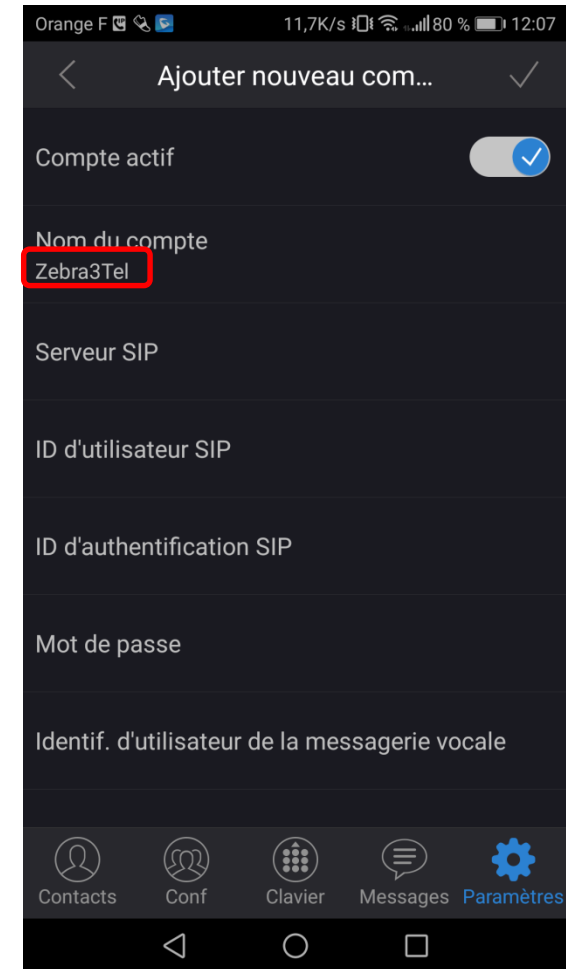 Orange F 11,7K/s 80 % 12:07
Ajouter nouveau com...
Compte actif
Nom du compte
Zebra3Tel
Serveur SIP
ID d'utilisateur SIP
ID d'authentification SIP
Mot de passe
Identif. d'utilisateur de la messagerie vocale
Contacts Conf Clavier Messages Paramètres